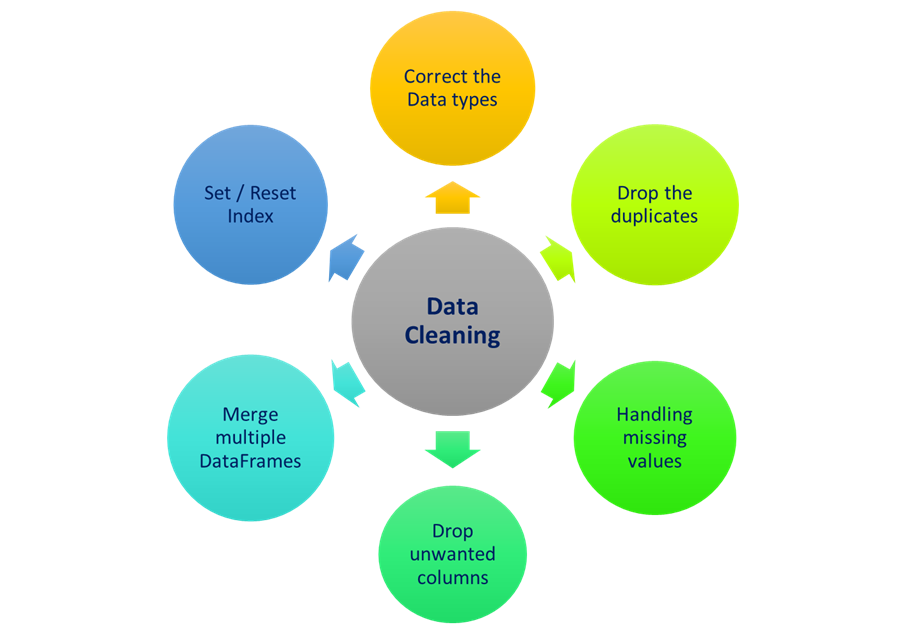 Correct the
Data types
Drop the
duplicates
Handling
missing
values
Drop
unwanted
columns
Merge
multiple
DataFrames
Set / Reset
Index
Data
Cleaning